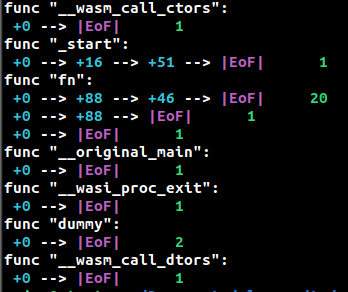 func "__wasm_call_ctors":
+0 --> |EoF| 1
func "_start":
+0 --> +16 --> +51 --> |EoF| 1
func "fn":
+0 --> +88 --> +46 --> |EoF| 20
+0 --> +88 --> |EoF| 1
+0 --> |EoF| 1
func "__original_main":
+0 --> |EoF| 1
func "__wasi_proc_exit":
+0 --> |EoF| 1
func "dummy":
+0 --> |EoF| 2
func "__wasm_call_dtors":
+0 --> |EoF| 1